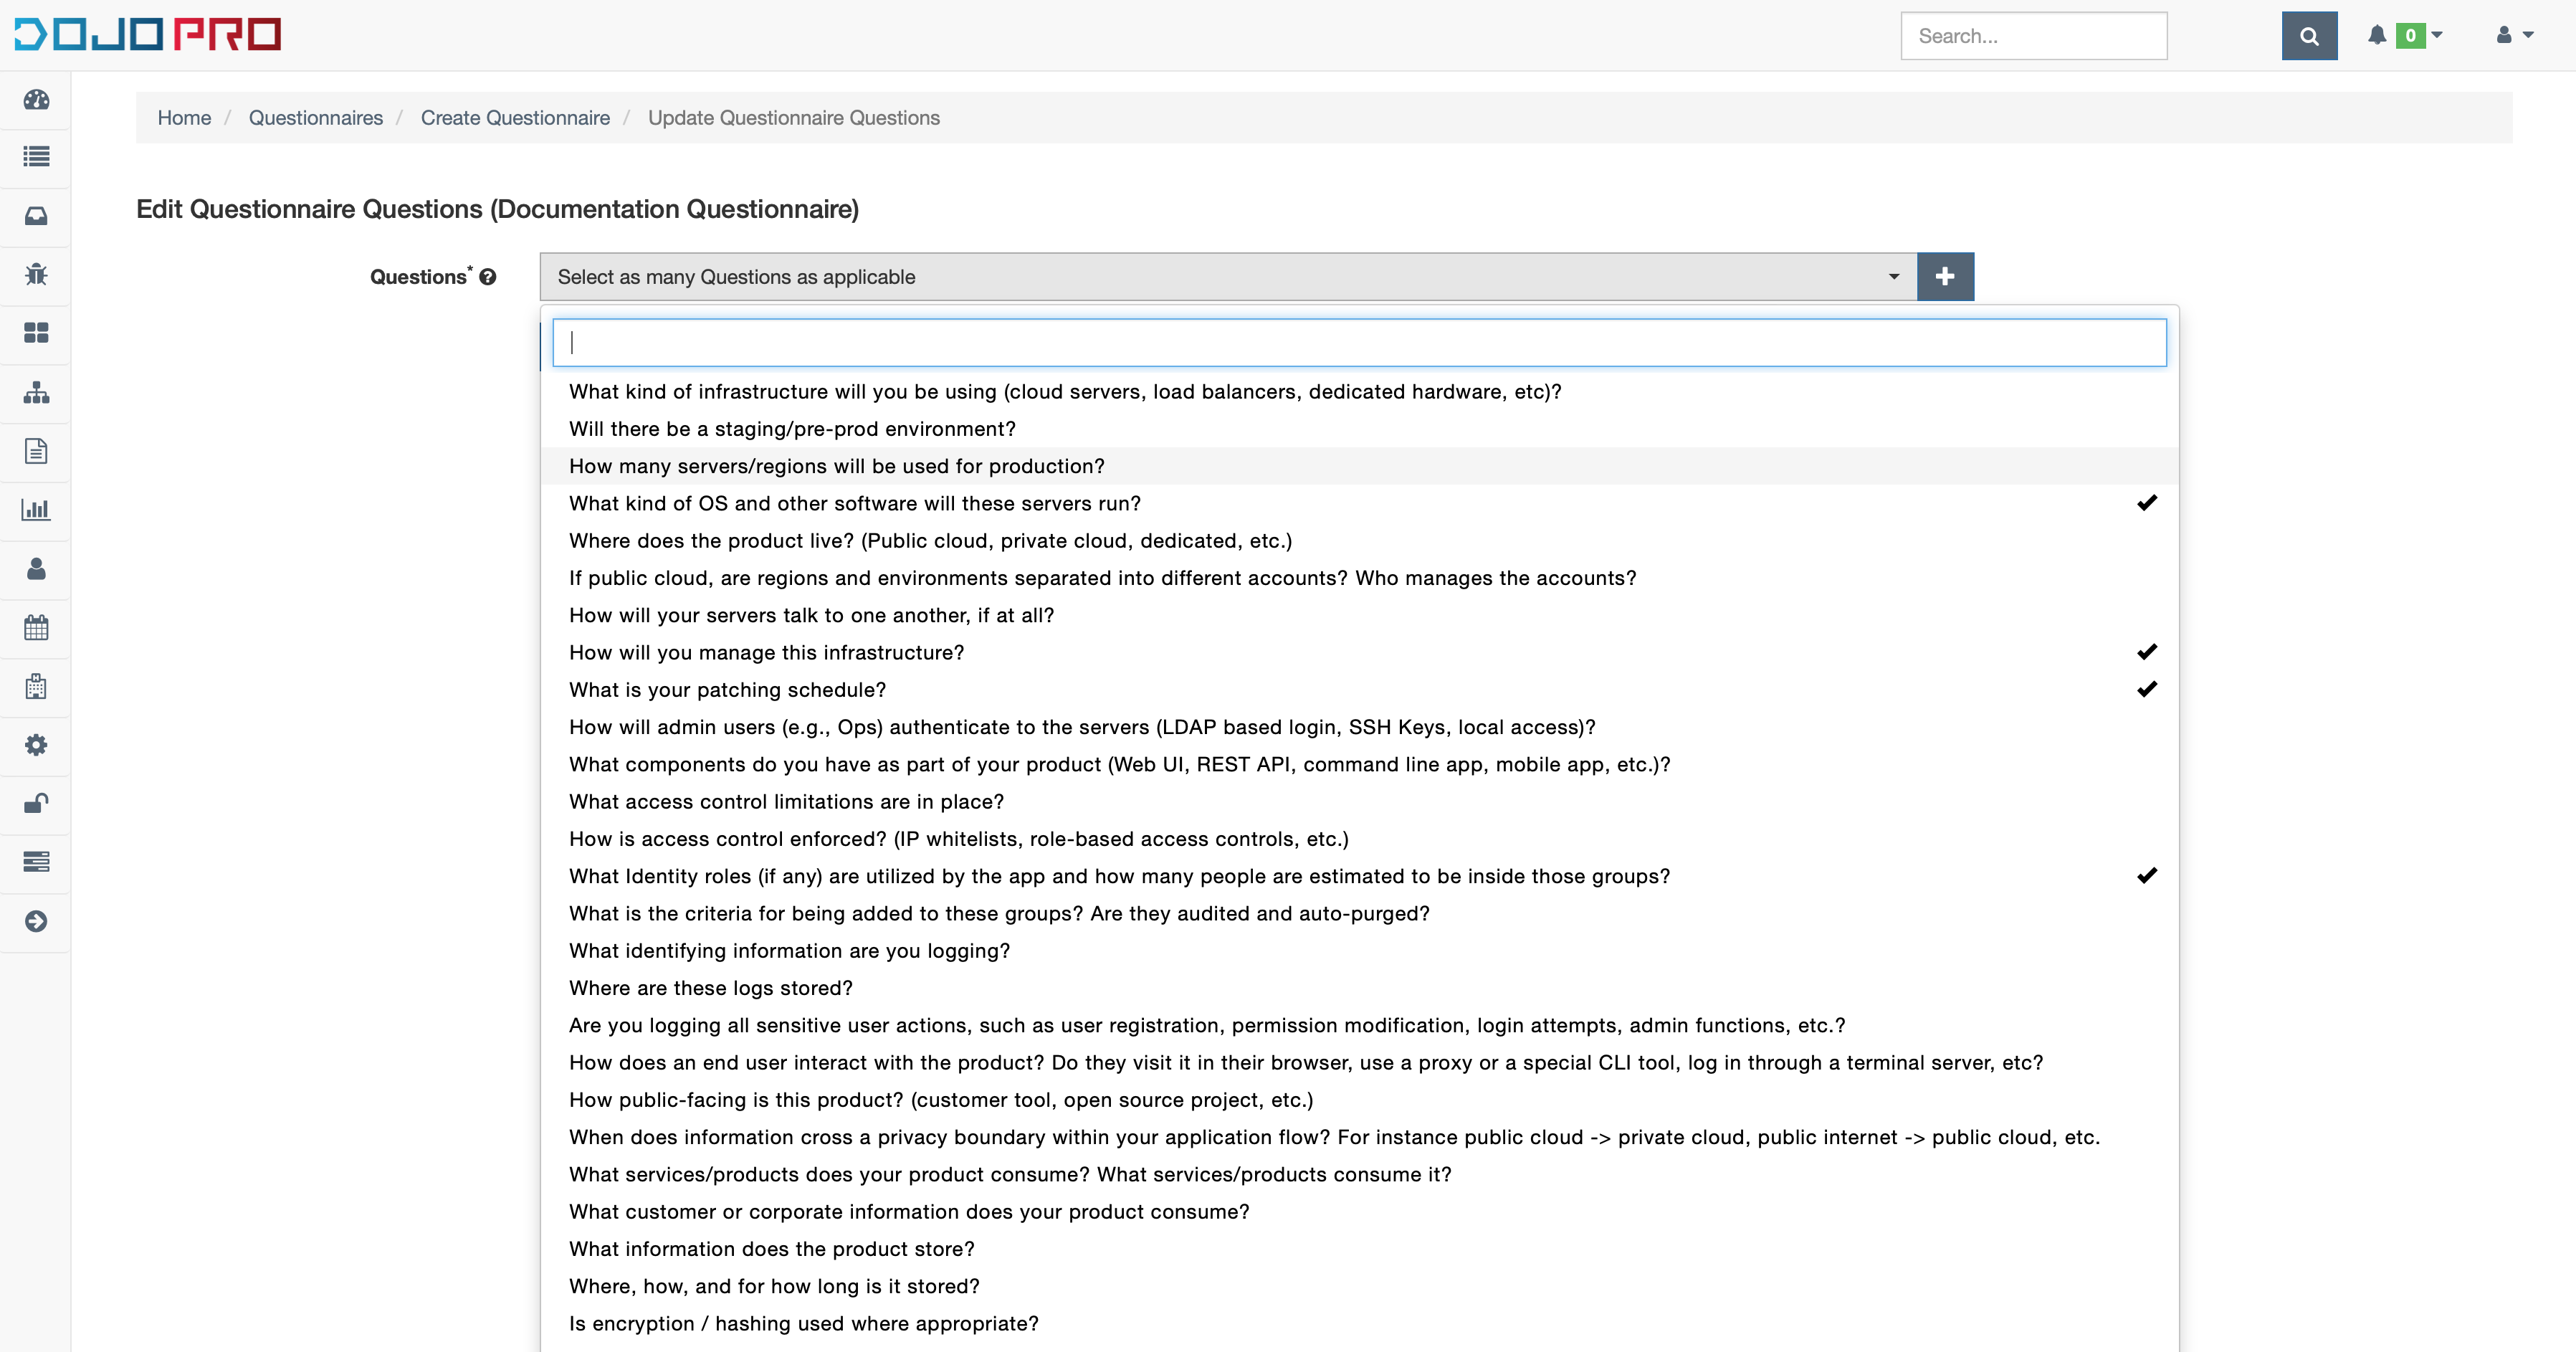 DOJO PRO
Search...
0
Home / Questionnaires / Create Questionnaire / Update Questionnaire Questions
Edit Questionnaire Questions (Documentation Questionnaire)
Questions*
Select as many Questions as applicable
What kind of infrastructure will you be using (cloud servers, load balancers, dedicated hardware, etc)?
Will there be a staging/pre-prod environment?
How many servers/regions will be used for production?
What kind of OS and other software will these servers run?
Where does the product live? (Public cloud, private cloud, dedicated, etc.)
If public cloud, are regions and environments separated into different accounts? Who manages the accounts?
How will your servers talk to one another, if at all?
How will you manage this infrastructure?
What is your patching schedule?
How will admin users (e.g., Ops) authenticate to the servers (LDAP based login, SSH Keys, local access)?
What components do you have as part of your product (Web UI, REST API, command line app, mobile app, etc.)?
What access control limitations are in place?
How is access control enforced? (IP whitelists, role-based access controls, etc.)
What Identity roles (if any) are utilized by the app and how many people are estimated to be inside those groups?
What is the criteria for being added to these groups? Are they audited and auto-purged?
What identifying information are you logging?
Where are these logs stored?
Are you logging all sensitive user actions, such as user registration, permission modification, login attempts, admin functions, etc.?
How does an end user interact with the product? Do they visit it in their browser, use a proxy or a special CLI tool, log in through a terminal server, etc?
How public-facing is this product? (customer tool, open source project, etc.)
When does information cross a privacy boundary within your application flow? For instance public cloud -> private cloud, public internet -> public cloud, etc.
What services/products does your product consume? What services/products consume it?
What customer or corporate information does your product consume?
What information does the product store?
Where, how, and for how long is it stored?
Is encryption / hashing used where appropriate?